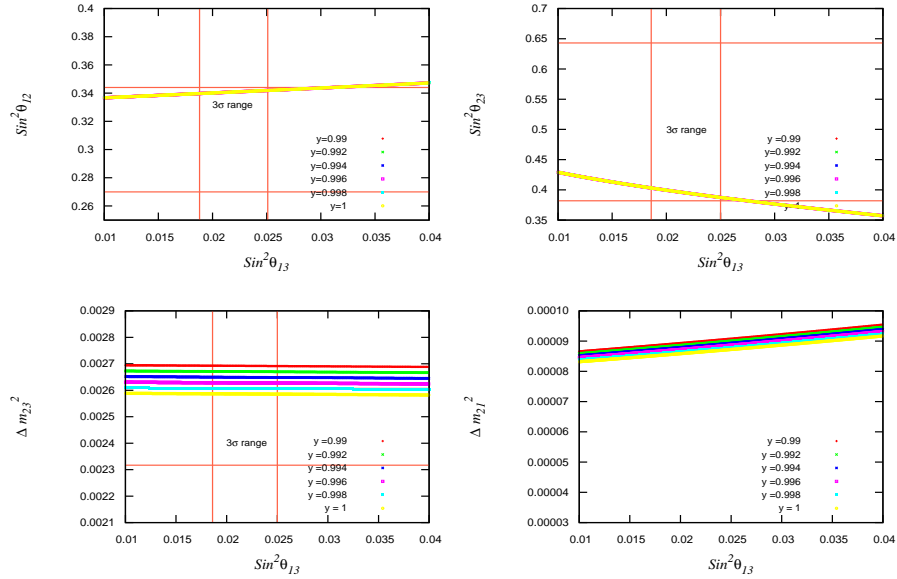 0.4
0.38
0.36
0.34
0.32
0.3
0.28
0.26
Sin²θ₁₂
3σ range
y=0.99
y=0.992
y=0.994
y=0.996
y=0.998
y=1
0.01 0.015 0.02 0.025 0.03 0.035 0.04
Sin²θ₁₃
0.7
0.65
0.6
0.55
0.5
0.45
0.4
0.35
Sin²θ₂₃
3σ range
y =0.99
y=0.992
y=0.994
y=0.996
y=0.998
0.01 0.015 0.02 0.025 0.03 0.035 0.04
Sin²θ₁₃
0.0029
0.0028
0.0027
0.0026
0.0025
0.0024
0.0023
0.0022
0.0021
Δ m₂₃²
3σ range
y =0.99
y =0.992
y=0.994
y =0.996
y=0.998
y = 1
0.01 0.015 0.02 0.025 0.03 0.035 0.04
Sin²θ₁₃
0.00010
0.00009
0.00008
0.00007
0.00006
0.00005
0.00004
0.00003
Δ m₂₁²
y =0.99
y=0.992
y=0.994
y =0.996
y=0.998
y = 1
0.01 0.015 0.02 0.025 0.03 0.035 0.04
Sin²θ₁₃